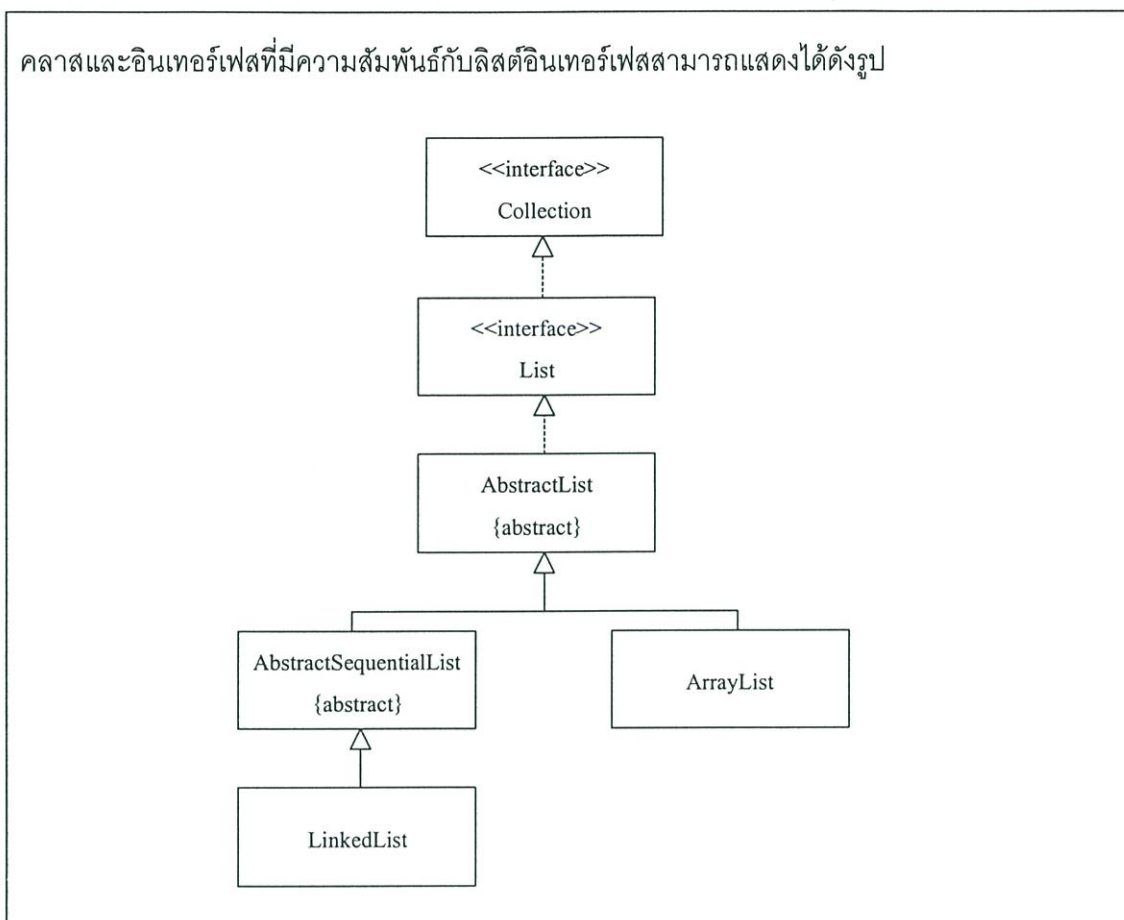 คลาสและอินเทอร์เฟสที่มีความสัมพันธ์กับลิสต์อินเทอร์เฟสสามารถแสดงได้ดังรูป
<<interface>>
Collection
<<interface>>
List
AbstractList
{abstract}
AbstractSequentialList
{abstract}
ArrayList
LinkedList